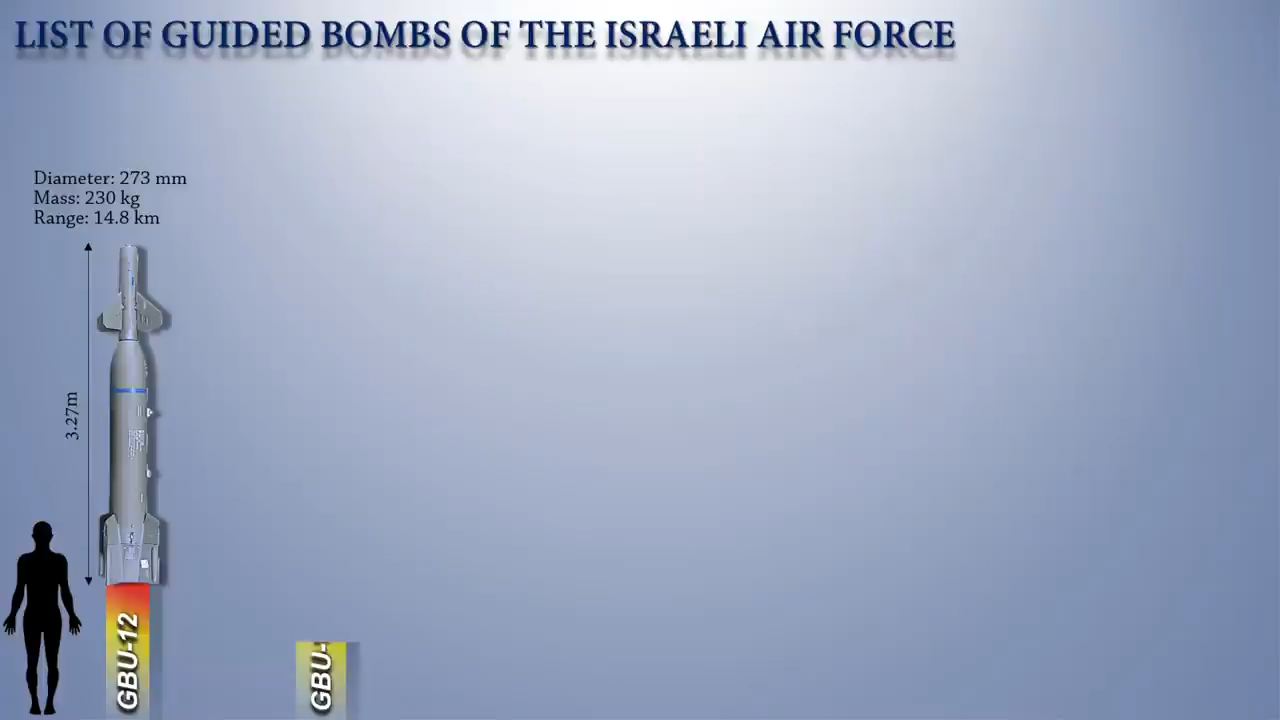 LIST OF GUIDED BOMBS OF THE ISRAELI AIR FORCE
Diameter: 273 mm
Mass: 230 kg
Range: 14.8 km
3.27m
GBU-12
GBU-